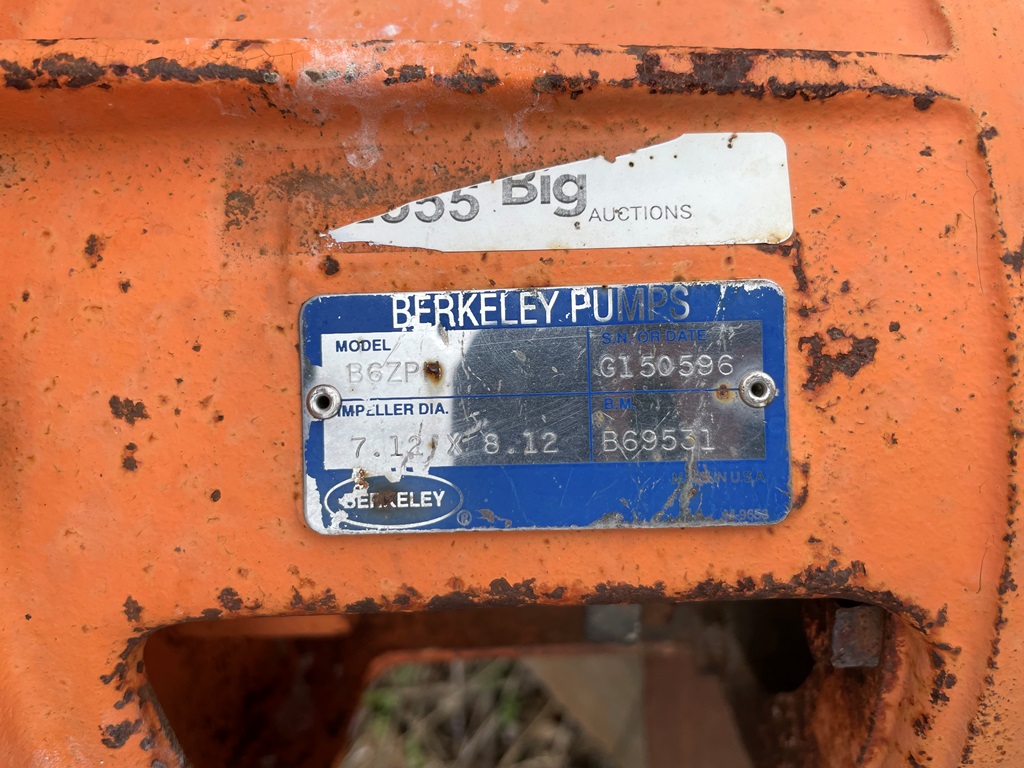 Big AUCTIONS
BERKELEY PUMPS
MODEL S.N. OR DATE
G150596
IMPELLER DIA. B.M.
7.12 X 8.12 B69531
BERKELEY ®